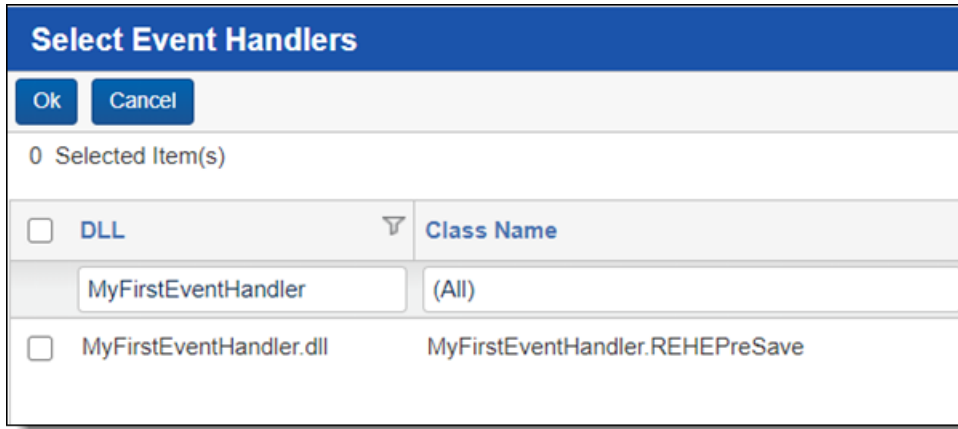 Select Event Handlers
Ok Cancel
0 Selected Item(s)
DLL Class Name
MyFirstEventHandler (All)
MyFirstEventHandler.dll MyFirstEventHandler.REHEPreSave